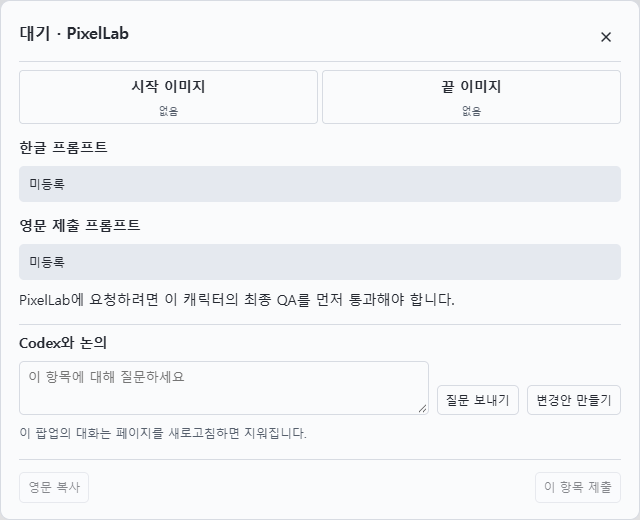 대기 · PixelLab
×
시작 이미지
없음
끝 이미지
없음
한글 프롬프트
미등록
영문 제출 프롬프트
미등록
PixelLab에 요청하려면 이 캐릭터의 최종 QA를 먼저 통과해야 합니다.
Codex와 논의
이 항목에 대해 질문하세요
질문 보내기
변경안 만들기
이 팝업의 대화는 페이지를 새로고침하면 지워집니다.
영문 복사
이 항목 제출